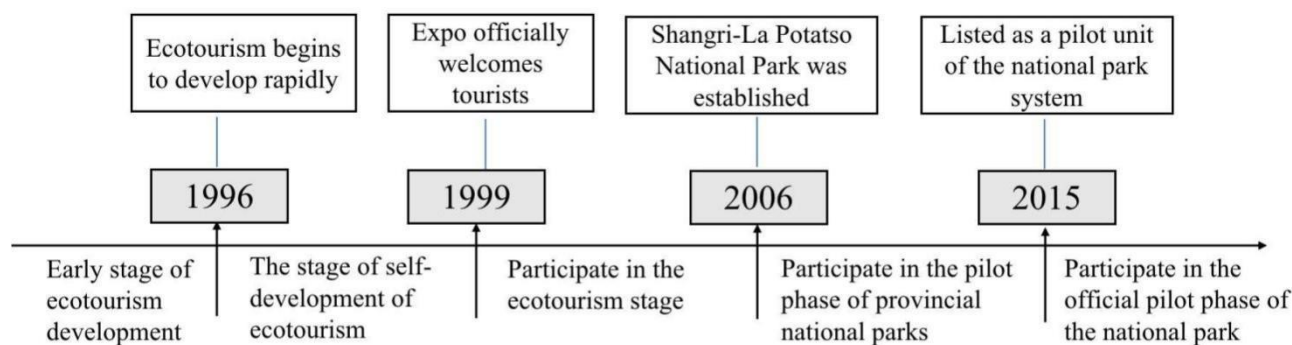 Ecotourism begins
to develop rapidly
Expo officially
welcomes
tourists
Shangri-La Potatso
National Park was
established
Listed as a pilot unit
of the national park
system
1996
1999
2006
2015
Early stage of
ecotourism
development
The stage of self-
development of
ecotourism
Participate in the
ecotourism stage
Participate in the pilot
phase of provincial
national parks
Participate in the
official pilot phase of
the national park